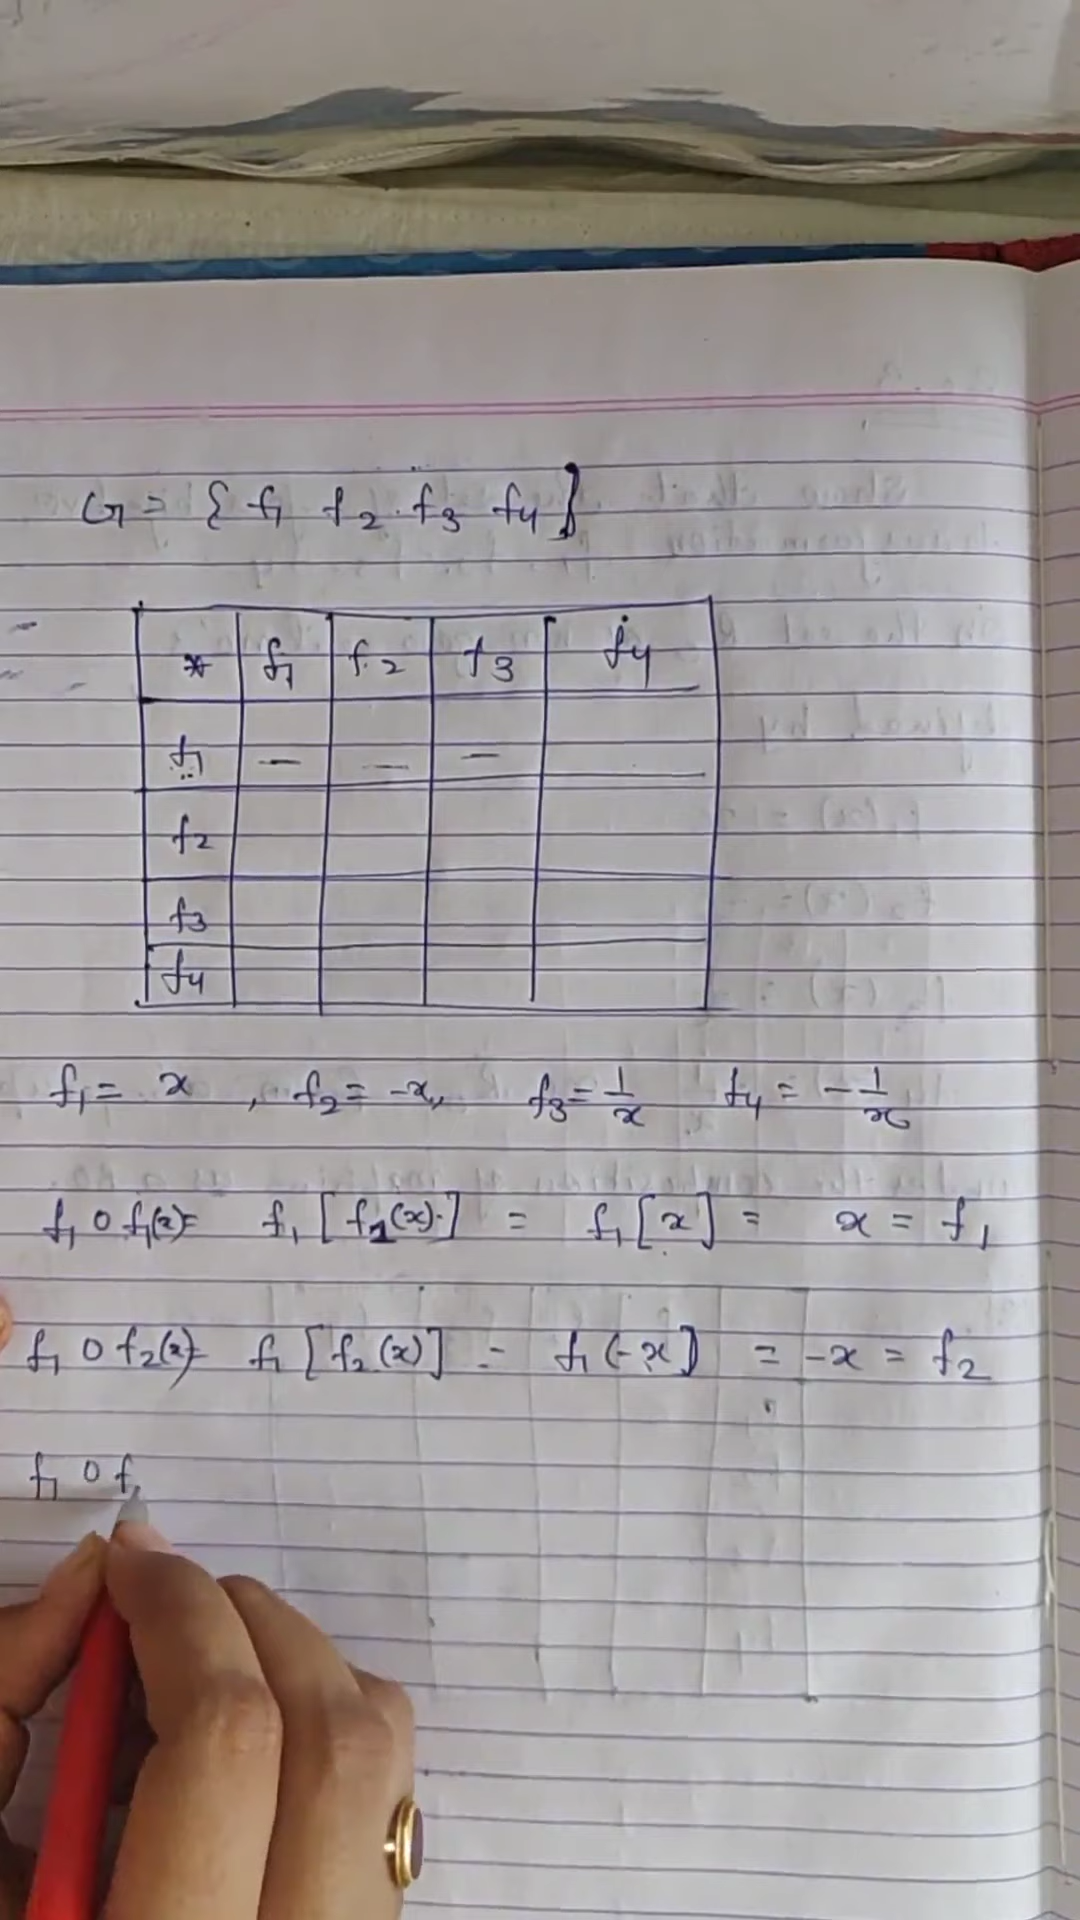 G = { f1 f2 . f3 f4 }
* f1 f2 f3 f4
f1 — — —
f2
f3
f4
f1 = x , f2 = -x, f3 = 1/x f4 = -1/x
f1 o f1(x) = f1 [ f1(x) ] = f1 [ x ] = x = f1
f1 o f2(x) = f1 [ f2 (x) ] = f1 (-x] = -x = f2
f1 o f